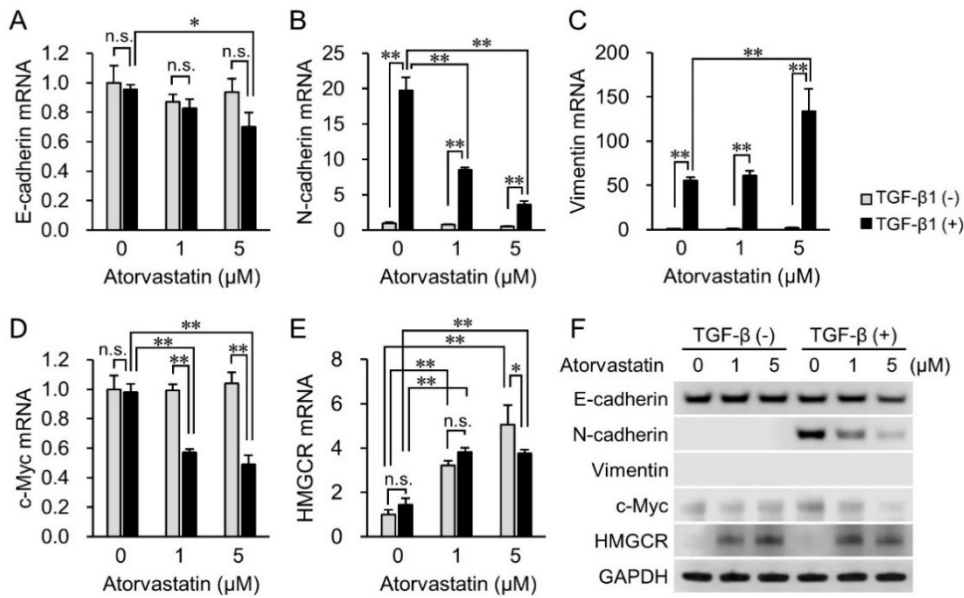 A
E-cadherin mRNA
1.2
1.0
0.8
0.6
0.4
0.2
0.0
n.s.
n.s.
n.s.
*
0 1 5
Atorvastatin (μM)
B
N-cadherin mRNA
25
20
15
10
5
0
**
**
**
**
**
0 1 5
Atorvastatin (μM)
C
Vimentin mRNA
200
150
100
50
0
**
**
**
**
0 1 5
Atorvastatin (μM)
TGF-β1 (-)
TGF-β1 (+)
D
c-Myc mRNA
1.2
1.0
0.8
0.6
0.4
0.2
0.0
n.s.
**
**
**
**
0 1 5
Atorvastatin (μM)
E
HMGCR mRNA
8
6
4
2
0
**
**
**
**
*
n.s.
n.s.
0 1 5
Atorvastatin (μM)
F
TGF-β (-) TGF-β (+)
Atorvastatin 0 1 5 0 1 5 (μM)
E-cadherin
N-cadherin
Vimentin
c-Myc
HMGCR
GAPDH